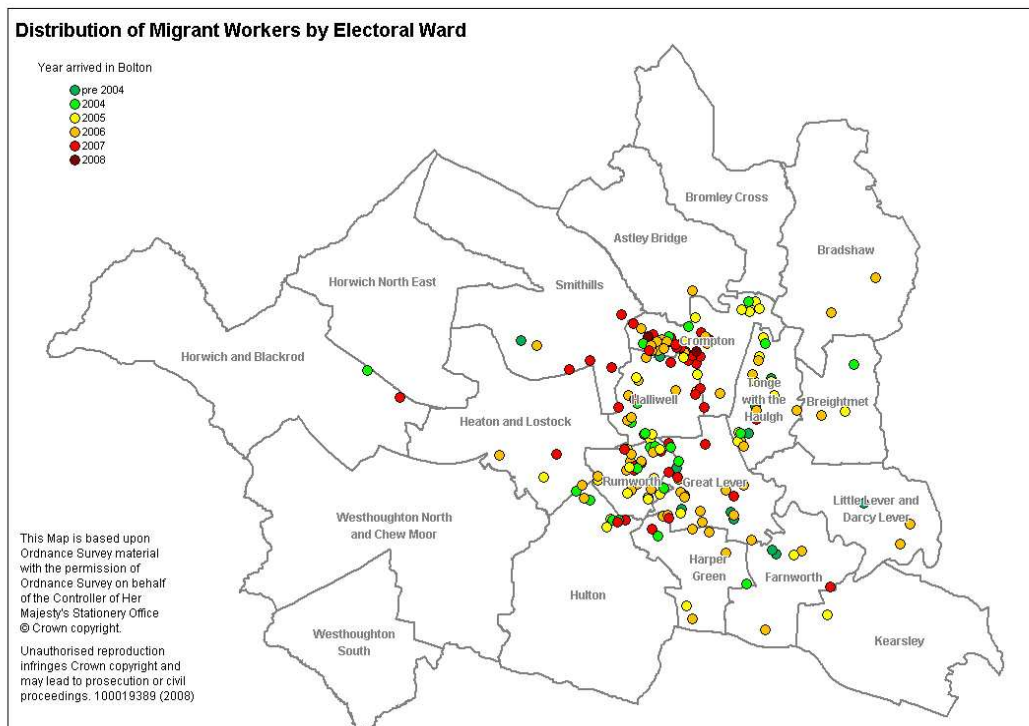 Distribution of Migrant Workers by Electoral Ward
Year arrived in Bolton
pre 2004
2004
2005
2006
2007
2008
Bromley Cross
Astley Bridge
Bradshaw
Horwich North East
Smithills
Crompton
Horwich and Blackrod
Halliwell
Tonge
with the
Haulgh
Breightmet
Heaton and Lostock
Rumworth
Great Lever
Little Lever and
Darcy Lever
Westhoughton North
and Chew Moor
Harper
Green
Farnworth
Hulton
Westhoughton
South
Kearsley
This Map is based upon
Ordnance Survey material
with the permission of
Ordnance Survey on behalf
of the Controller of Her
Majesty's Stationery Office
© Crown copyright.
Unauthorised reproduction
infringes Crown copyright and
may lead to prosecution or civil
proceedings. 100019389 (2008)